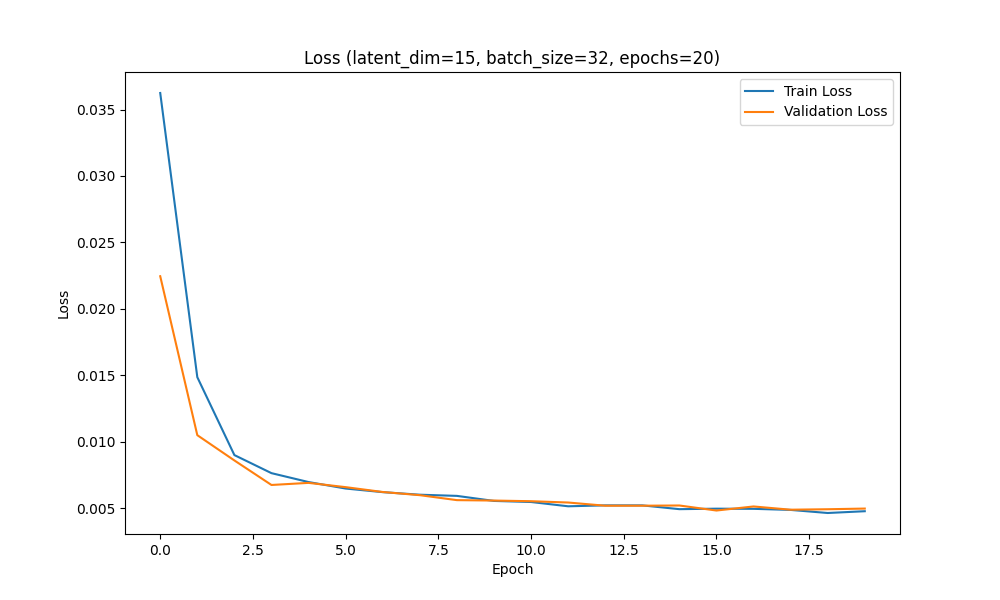 Loss (latent_dim=15, batch_size=32, epochs=20)
Train Loss
Validation Loss
0.035
0.030
0.025
0.020
0.015
0.010
0.005
Loss
0.0 2.5 5.0 7.5 10.0 12.5 15.0 17.5
Epoch